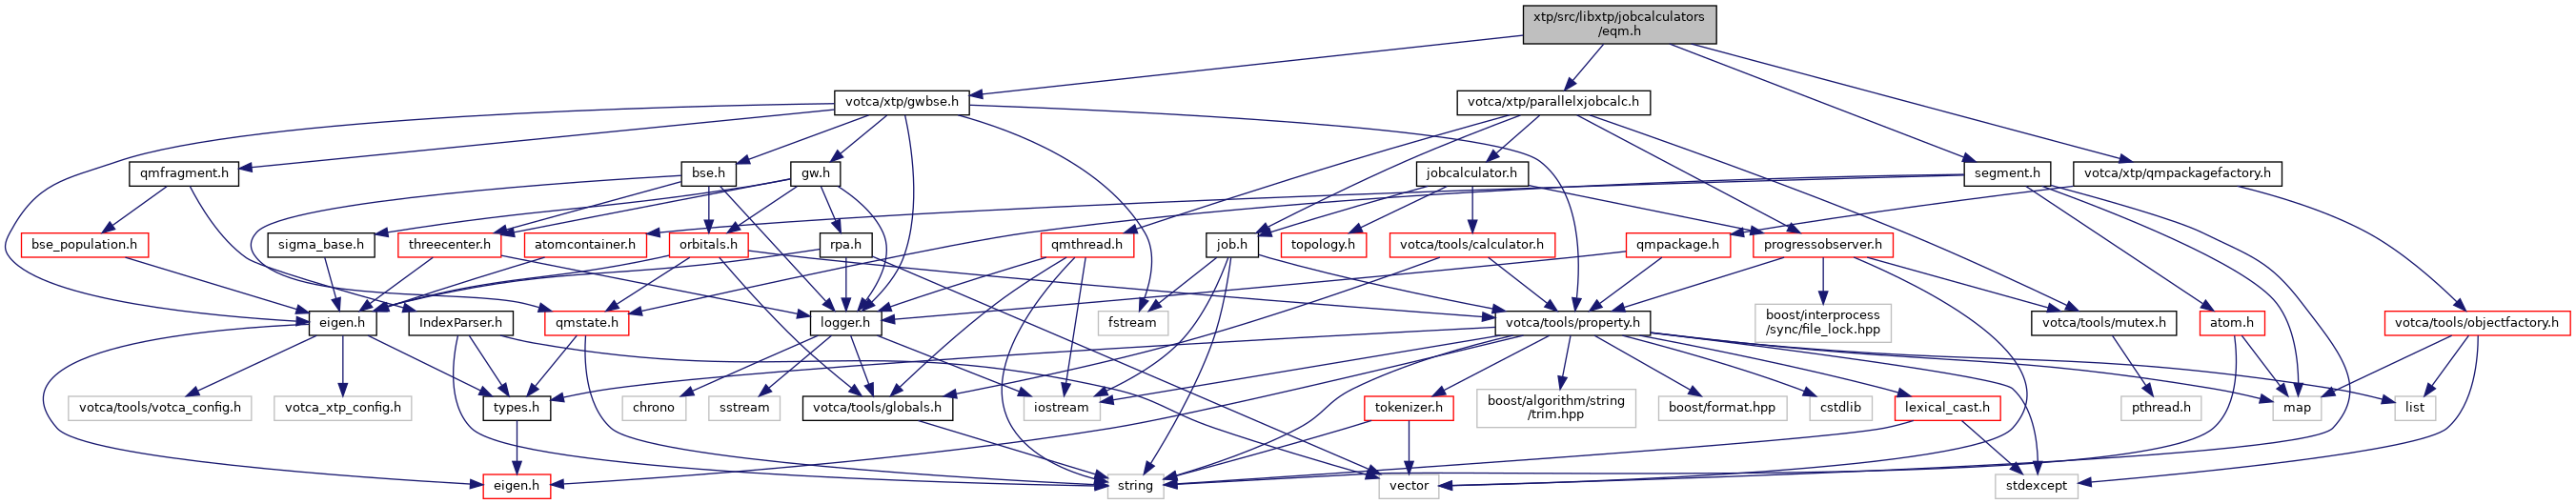 xtp/src/libxtp/jobcalculators
/eqm.h
votca/xtp/gwbse.h
votca/xtp/parallelxjobcalc.h
qmfragment.h
bse.h
gw.h
jobcalculator.h
segment.h
votca/xtp/qmpackagefactory.h
bse_population.h
sigma_base.h
threecenter.h
atomcontainer.h
orbitals.h
rpa.h
qmthread.h
job.h
topology.h
votca/tools/calculator.h
qmpackage.h
progressobserver.h
eigen.h
IndexParser.h
qmstate.h
logger.h
fstream
votca/tools/property.h
boost/interprocess
/sync/file_lock.hpp
votca/tools/mutex.h
atom.h
votca/tools/objectfactory.h
votca/tools/votca_config.h
votca_xtp_config.h
types.h
chrono
sstream
votca/tools/globals.h
iostream
tokenizer.h
boost/algorithm/string
/trim.hpp
boost/format.hpp
cstdlib
lexical_cast.h
pthread.h
map
list
eigen.h
string
vector
stdexcept